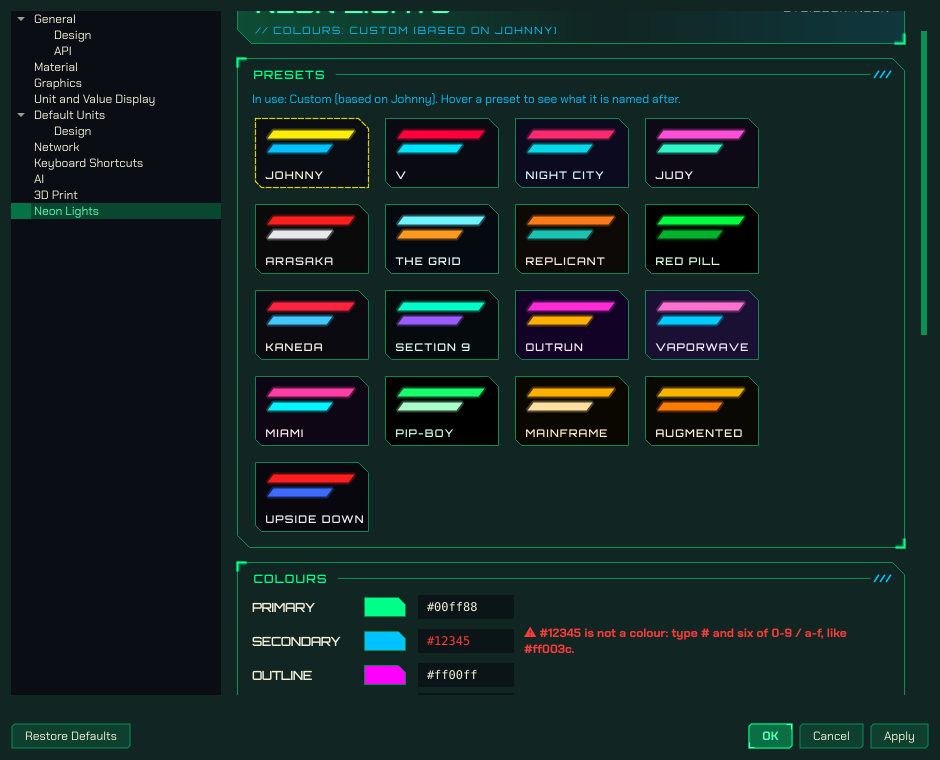 General
Design
API
Material
Graphics
Unit and Value Display
Default Units
Design
Network
Keyboard Shortcuts
AI
3D Print
Neon Lights
// COLOURS: CUSTOM (BASED ON JOHNNY)
PRESETS
In use: Custom (based on Johnny). Hover a preset to see what it is named after.
JOHNNY
V
NIGHT CITY
JUDY
ARASAKA
THE GRID
REPLICANT
RED PILL
KANEDA
SECTION 9
OUTRUN
VAPORWAVE
MIAMI
PIP-BOY
MAINFRAME
AUGMENTED
UPSIDE DOWN
COLOURS
PRIMARY #00ff88
SECONDARY #12345
#12345 is not a colour: type # and six of 0-9 / a-f, like
#ff003c.
OUTLINE #ff00ff
Restore Defaults
OK
Cancel
Apply